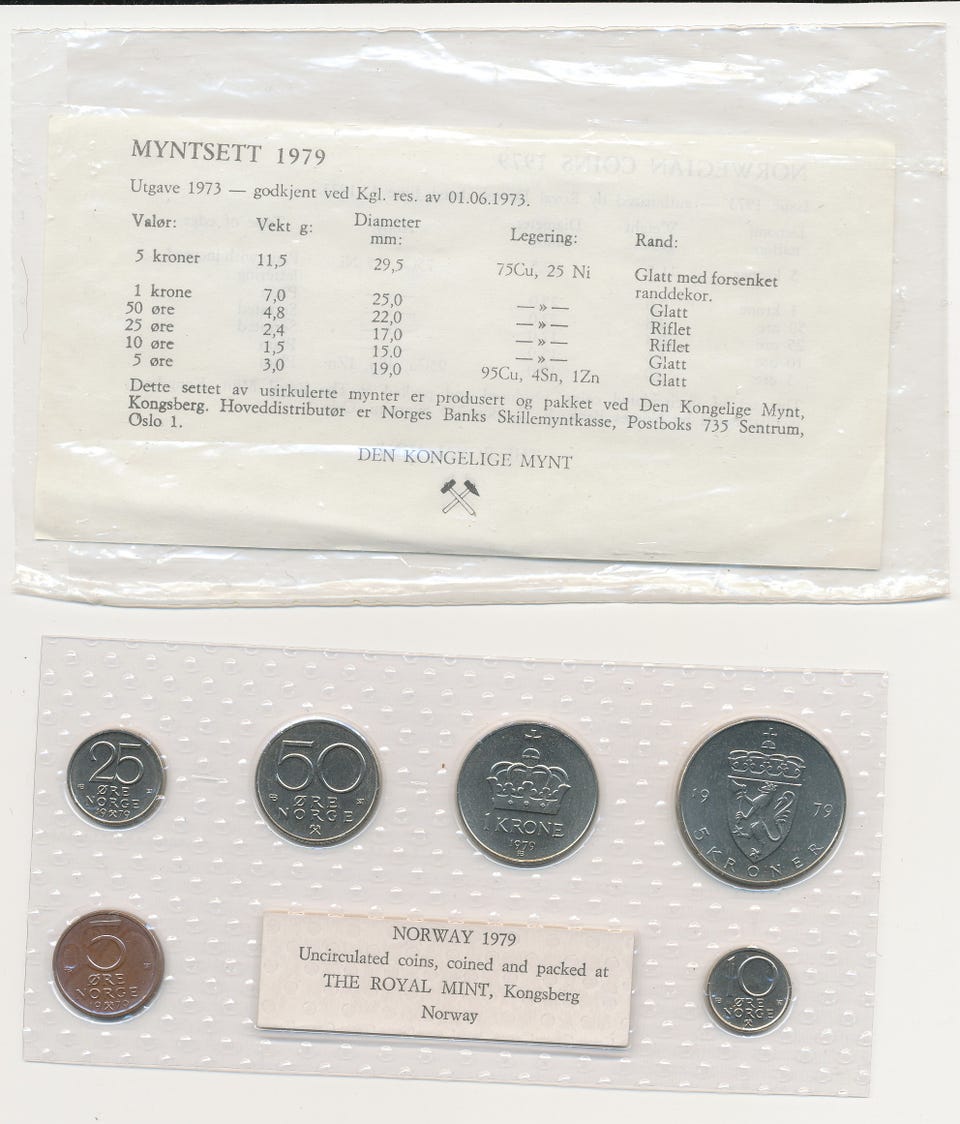 MYNTSETT 1979
Utgave 1973 — godkjent ved Kgl. res. av 01.06.1973.
Valør: Vekt g: Diameter mm: Legering: Rand:
5 kroner 11,5 29,5 75Cu, 25 Ni Glatt med forsenket randdekor.
1 krone 7,0 25,0 —»— Glatt
50 øre 4,8 22,0 —»— Riflet
25 øre 2,4 17,0 —»— Riflet
10 øre 1,5 15.0 —»— Glatt
5 øre 3,0 19,0 95Cu, 4Sn, 1Zn Glatt
Dette settet av usirkulerte mynter er produsert og pakket ved Den Kongelige Mynt,
Kongsberg. Hoveddistributør er Norges Banks Skillemyntkasse, Postboks 735 Sentrum,
Oslo 1.
DEN KONGELIGE MYNT
NORWEGIAN COINS 1979
25
ØRE
NORGE
1979
50
ØRE
NORGE
1 KRONE
1979
1979
5 KRONER
5
ØRE
NORGE
1979
NORWAY 1979
Uncirculated coins, coined and packed at
THE ROYAL MINT, Kongsberg
Norway
10
ØRE
NORGE